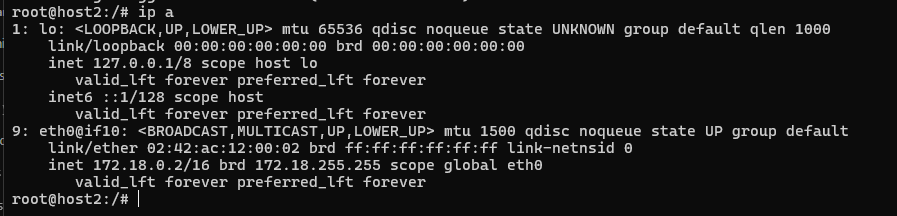 root@host2:/# ip a
1: lo: <LOOPBACK,UP,LOWER_UP> mtu 65536 qdisc noqueue state UNKNOWN group default qlen 1000
    link/loopback 00:00:00:00:00:00 brd 00:00:00:00:00:00
    inet 127.0.0.1/8 scope host lo
       valid_lft forever preferred_lft forever
    inet6 ::1/128 scope host
       valid_lft forever preferred_lft forever
9: eth0@if10: <BROADCAST,MULTICAST,UP,LOWER_UP> mtu 1500 qdisc noqueue state UP group default
    link/ether 02:42:ac:12:00:02 brd ff:ff:ff:ff:ff:ff link-netnsid 0
    inet 172.18.0.2/16 brd 172.18.255.255 scope global eth0
       valid_lft forever preferred_lft forever
root@host2:/#